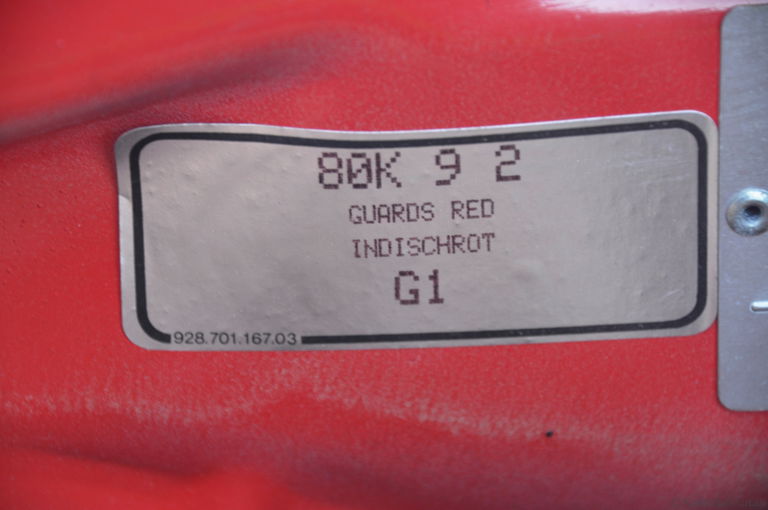 80K 9 2
GUARDS RED
INDISCHROT
G1
928.701.167.03